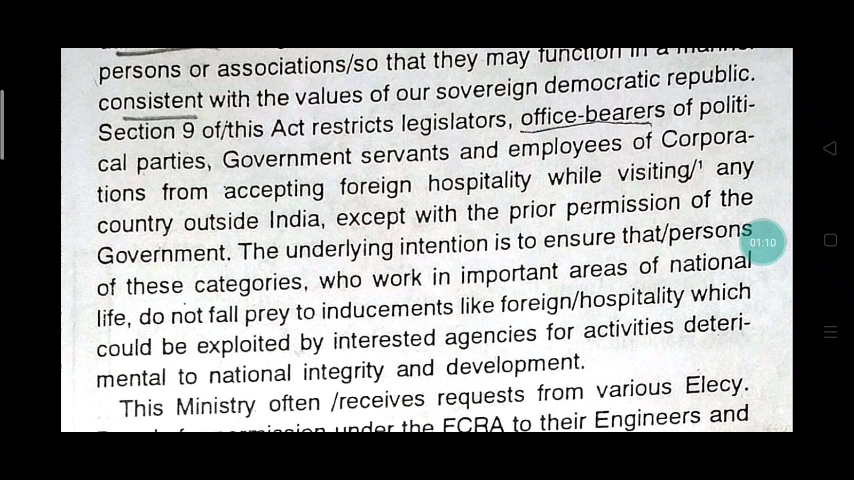 persons or associations/so that they may function in a manner
consistent with the values of our sovereign democratic republic.
Section 9 of/this Act restricts legislators, office-bearers of politi-
cal parties, Government servants and employees of Corpora-
tions from accepting foreign hospitality while visiting/¹ any
country outside India, except with the prior permission of the
Government. The underlying intention is to ensure that/persons
01:10
of these categories, who work in important areas of national
life, do not fall prey to inducements like foreign/hospitality which
could be exploited by interested agencies for activities deteri-
mental to national integrity and development.
This Ministry often /receives requests from various Elecy.
permission under the FCRA to their Engineers and